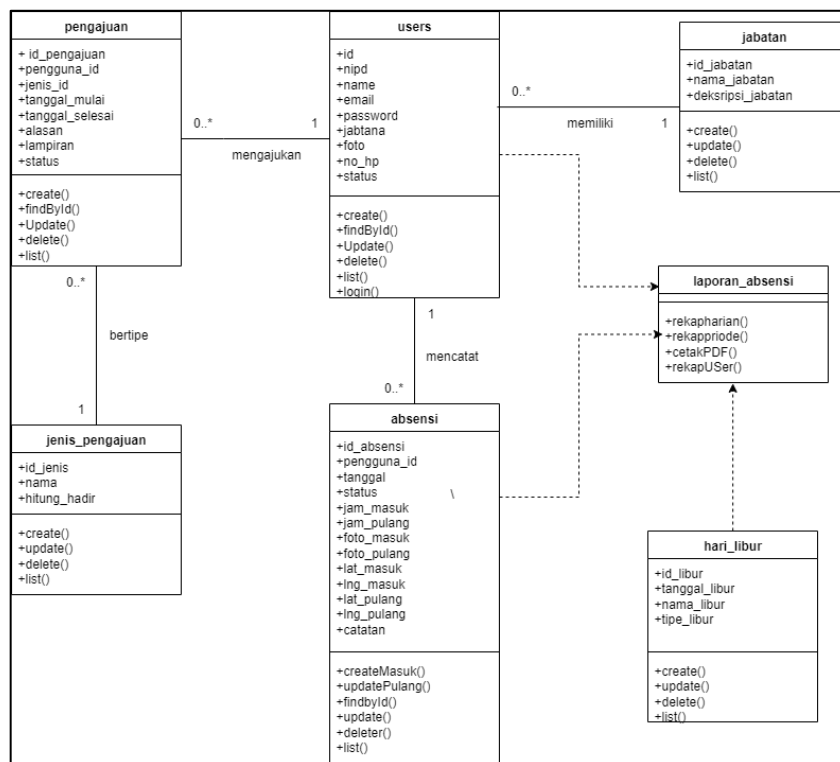 pengajuan
+ id_pengajuan
+pengguna_id
+jenis_id
+tanggal_mulai
+tanggal_selesai
+alasan
+lampiran
+status
+create()
+findById()
+Update()
+delete()
+list()
0..*
1
mengajukan
users
+id
+nipd
+name
+email
+password
+jabtana
+foto
+no_hp
+status
+create()
+findById()
+Update()
+delete()
+list()
+login()
0..*
memiliki
1
jabatan
+id_jabatan
+nama_jabatan
+deksripsi_jabatan
+create()
+update()
+delete()
+list()
0..*
bertipe
1
jenis_pengajuan
+id_jenis
+nama
+hitung_hadir
+create()
+update()
+delete()
+list()
1
mencatat
0..*
absensi
+id_absensi
+pengguna_id
+tanggal
+status
\
+jam_masuk
+jam_pulang
+foto_masuk
+foto_pulang
+lat_masuk
+lng_masuk
+lat_pulang
+lng_pulang
+catatan
+createMasuk()
+updatePulang()
+findbyId()
+update()
+deleter()
+list()
laporan_absensi
+rekapharian()
+rekappriode()
+cetakPDF()
+rekapUSer()
hari_libur
+id_libur
+tanggal_libur
+nama_libur
+tipe_libur
+create()
+update()
+delete()
+list()